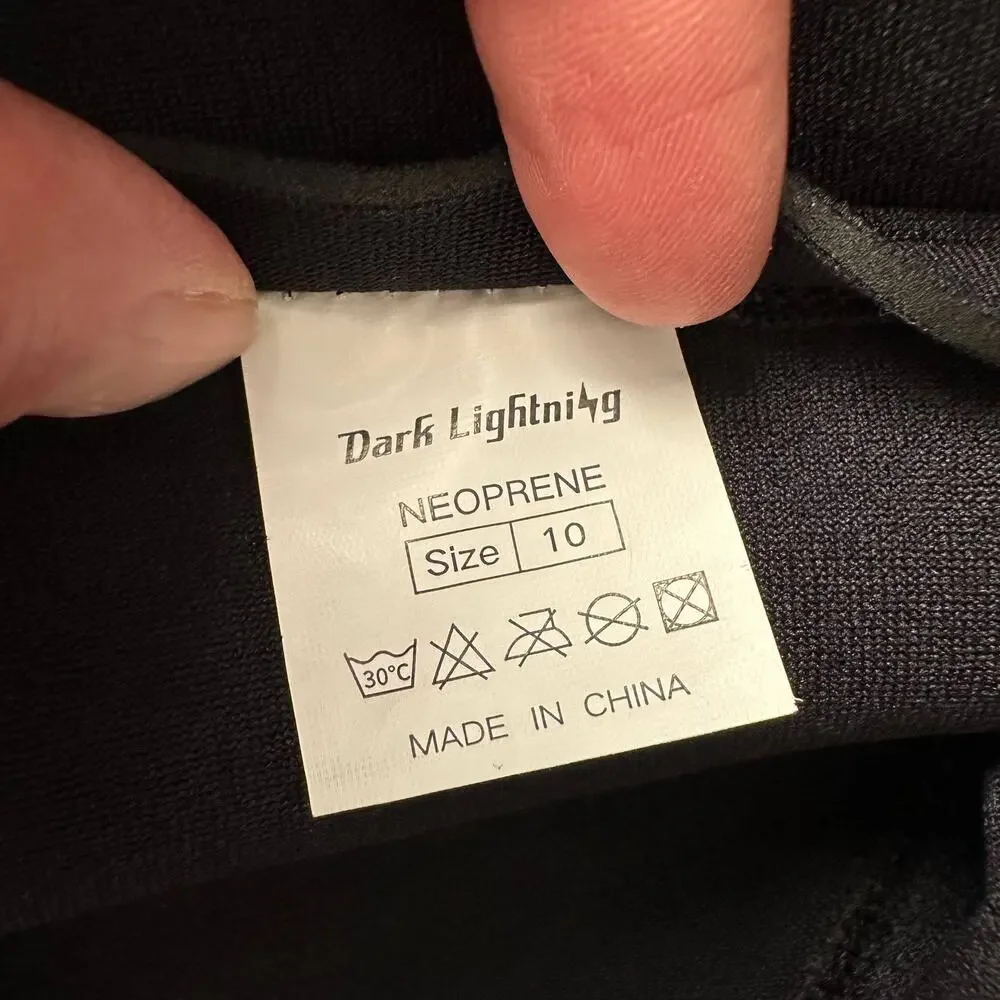 Dark Lightning
NEOPRENE
Size 10
30°C
MADE IN CHINA